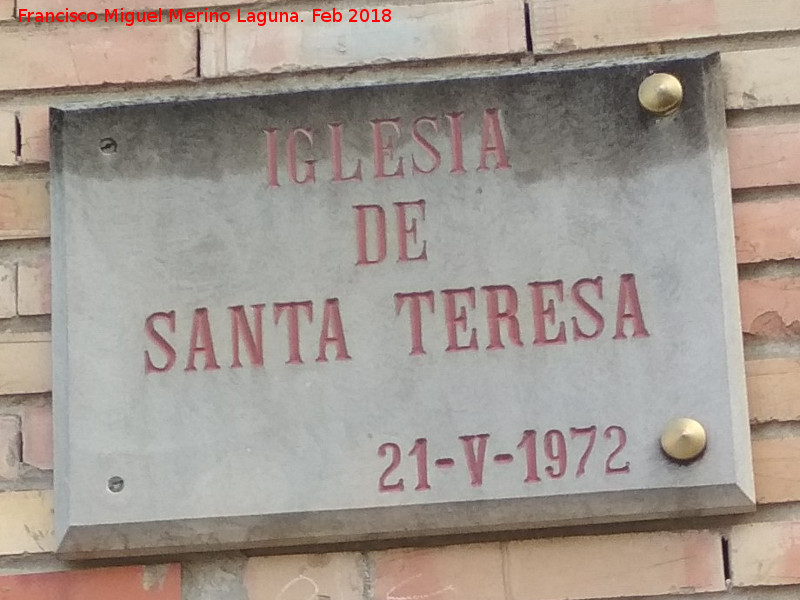 Francisco Miguel Merino Laguna. Feb 2018
IGLESIA
DE
SANTA TERESA
21-V-1972